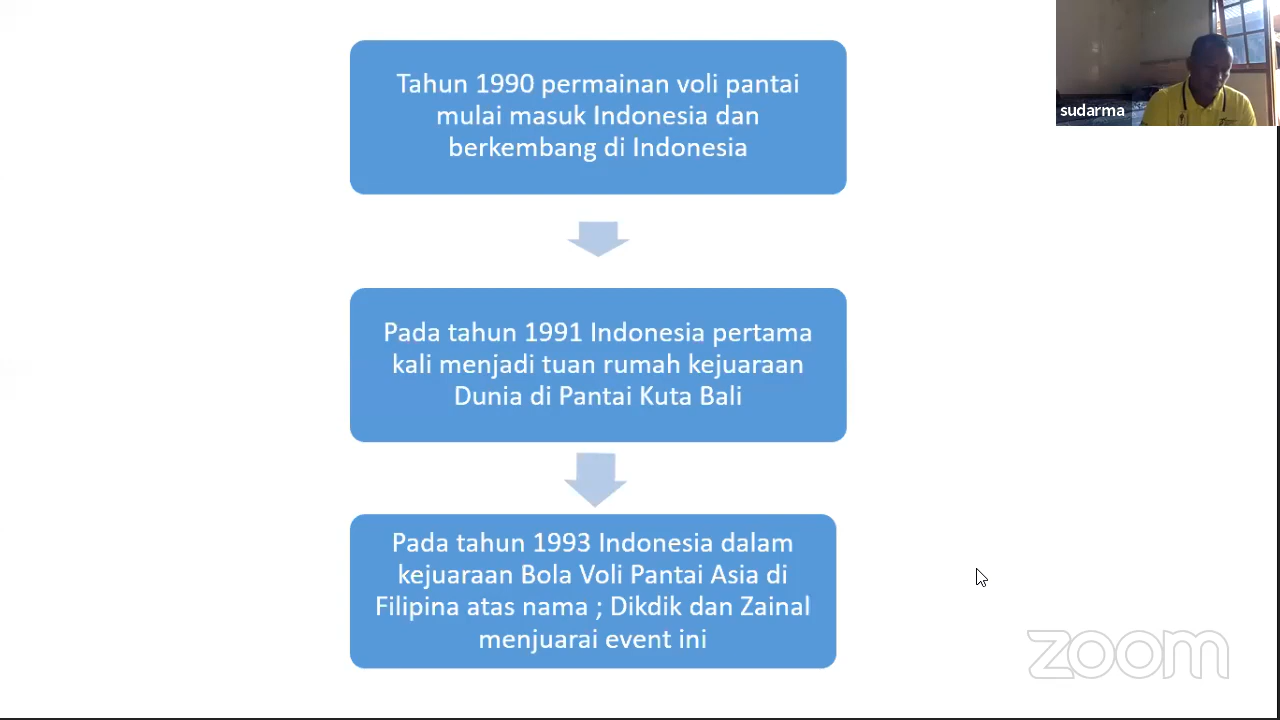 Tahun 1990 permainan voli pantai
mulai masuk Indonesia dan
berkembang di Indonesia
sudarma
Pada tahun 1991 Indonesia pertama
kali menjadi tuan rumah kejuaraan
Dunia di Pantai Kuta Bali
Pada tahun 1993 Indonesia dalam
kejuaraan Bola Voli Pantai Asia di
Filipina atas nama ; Dikdik dan Zainal
menjuarai event ini
zoom